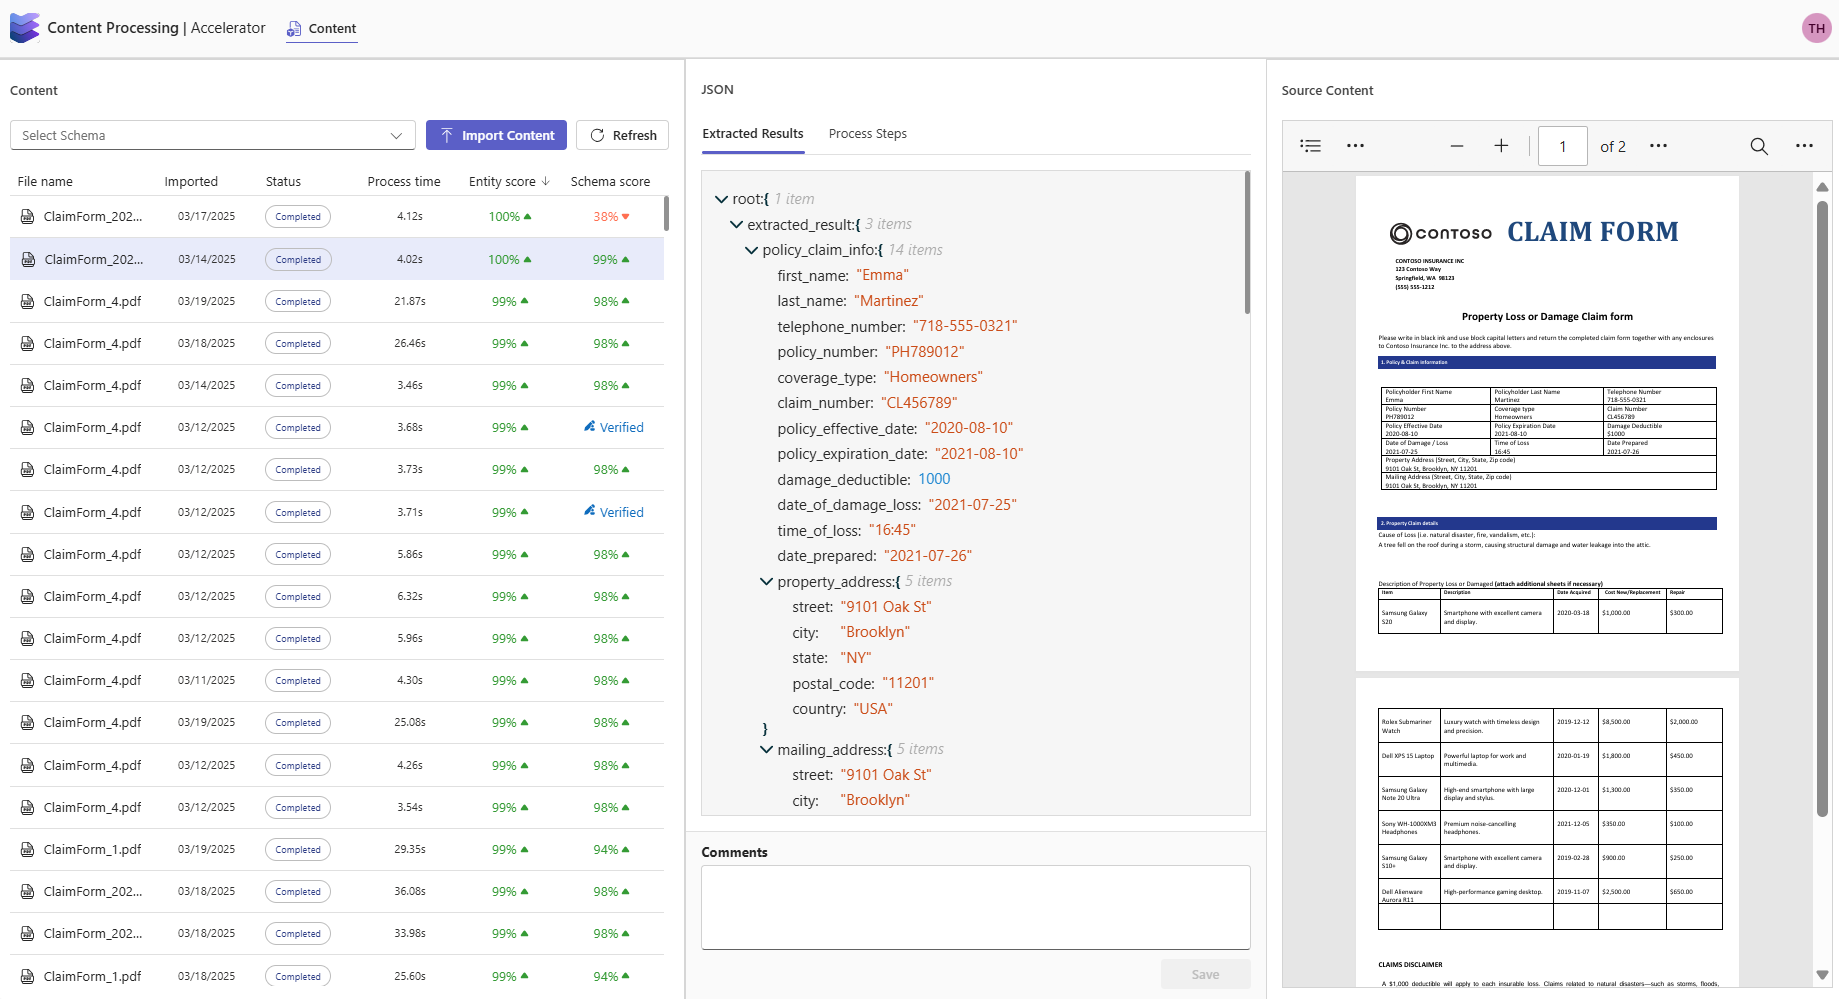 Content Processing | Accelerator
Content
TH
Content
Select Schema
Import Content
Refresh
File name Imported Status Process time Entity score Schema score
ClaimForm_202... 03/17/2025 Completed 4.12s 100% 38%
ClaimForm_202... 03/14/2025 Completed 4.02s 100% 99%
ClaimForm_4.pdf 03/19/2025 Completed 21.87s 99% 98%
ClaimForm_4.pdf 03/18/2025 Completed 26.46s 99% 98%
ClaimForm_4.pdf 03/14/2025 Completed 3.46s 99% 98%
ClaimForm_4.pdf 03/12/2025 Completed 3.68s 99% Verified
ClaimForm_4.pdf 03/12/2025 Completed 3.73s 99% 98%
ClaimForm_4.pdf 03/12/2025 Completed 3.71s 99% Verified
ClaimForm_4.pdf 03/12/2025 Completed 5.86s 99% 98%
ClaimForm_4.pdf 03/12/2025 Completed 6.32s 99% 98%
ClaimForm_4.pdf 03/12/2025 Completed 5.96s 99% 98%
ClaimForm_4.pdf 03/11/2025 Completed 4.30s 99% 98%
ClaimForm_4.pdf 03/19/2025 Completed 25.08s 99% 98%
ClaimForm_4.pdf 03/12/2025 Completed 4.26s 99% 98%
ClaimForm_4.pdf 03/12/2025 Completed 3.54s 99% 98%
ClaimForm_1.pdf 03/19/2025 Completed 29.35s 99% 94%
ClaimForm_202... 03/18/2025 Completed 36.08s 99% 98%
ClaimForm_202... 03/18/2025 Completed 33.98s 99% 98%
ClaimForm_1.pdf 03/18/2025 Completed 25.60s 99% 94%
JSON
Extracted Results Process Steps
root:{ 1 item
extracted_result:{ 3 items
policy_claim_info:{ 14 items
first_name: "Emma"
last_name: "Martinez"
telephone_number: "718-555-0321"
policy_number: "PH789012"
coverage_type: "Homeowners"
claim_number: "CL456789"
policy_effective_date: "2020-08-10"
policy_expiration_date: "2021-08-10"
damage_deductible: 1000
date_of_damage_loss: "2021-07-25"
time_of_loss: "16:45"
date_prepared: "2021-07-26"
property_address:{ 5 items
street: "9101 Oak St"
city: "Brooklyn"
state: "NY"
postal_code: "11201"
country: "USA"
}
mailing_address:{ 5 items
street: "9101 Oak St"
city: "Brooklyn"
Comments
Save
Source Content
1 of 2
CONTOSO CLAIM FORM
CONTOSO INSURANCE INC
123 Contoso Way
Springfield, WA 98123
(555) 555-1212
Property Loss or Damage Claim form
Please write in black ink and use block capital letters and return the completed claim form together with any enclosures
to Contoso Insurance Inc. to the address above.
1. Policy & Claim Information
Policyholder First Name Policyholder Last Name Telephone Number
Emma Martinez 718-555-0321
Policy Number Coverage type Claim Number
PH789012 Homeowners CL456789
Policy Effective Date Policy Expiration Date Damage Deductible
2020-08-10 2021-08-10 $1000
Date of Damage / Loss Time of Loss Date Prepared
2021-07-25 16:45 2021-07-26
Property Address (Street, City, State, Zip code)
9101 Oak St, Brooklyn, NY 11201
Mailing Address (Street, City, State, Zip code)
9101 Oak St, Brooklyn, NY 11201
2. Property Claim details
Cause of Loss (i.e. natural disaster, fire, vandalism, etc.):
A tree fell on the roof during a storm, causing structural damage and water leakage into the attic.
Description of Property Loss or Damaged (attach additional sheets if necessary)
Item Description Date Acquired Cost New/Replacement Repair
Samsung Galaxy Smartphone with excellent camera 2020-03-18 $1,000.00 $300.00
S20 and display.
Rolex Submariner Luxury watch with timeless design 2019-12-12 $8,500.00 $2,000.00
Watch and precision.
Dell XPS 15 Laptop Powerful laptop for work and 2020-01-19 $1,800.00 $450.00
multimedia.
Samsung Galaxy High-end smartphone with large 2020-12-01 $1,300.00 $350.00
Note 20 Ultra display and stylus.
Sony WH-1000XM3 Premium noise-cancelling 2021-12-05 $350.00 $100.00
Headphones headphones.
Samsung Galaxy Smartphone with excellent camera 2019-02-28 $900.00 $250.00
S10+ and display.
Dell Alienware High-performance gaming desktop. 2019-11-07 $2,500.00 $650.00
Aurora R11
CLAIMS DISCLAIMER
A $1,000 deductible will apply to each insurable loss. Claims related to natural disasters—such as storms, floods,